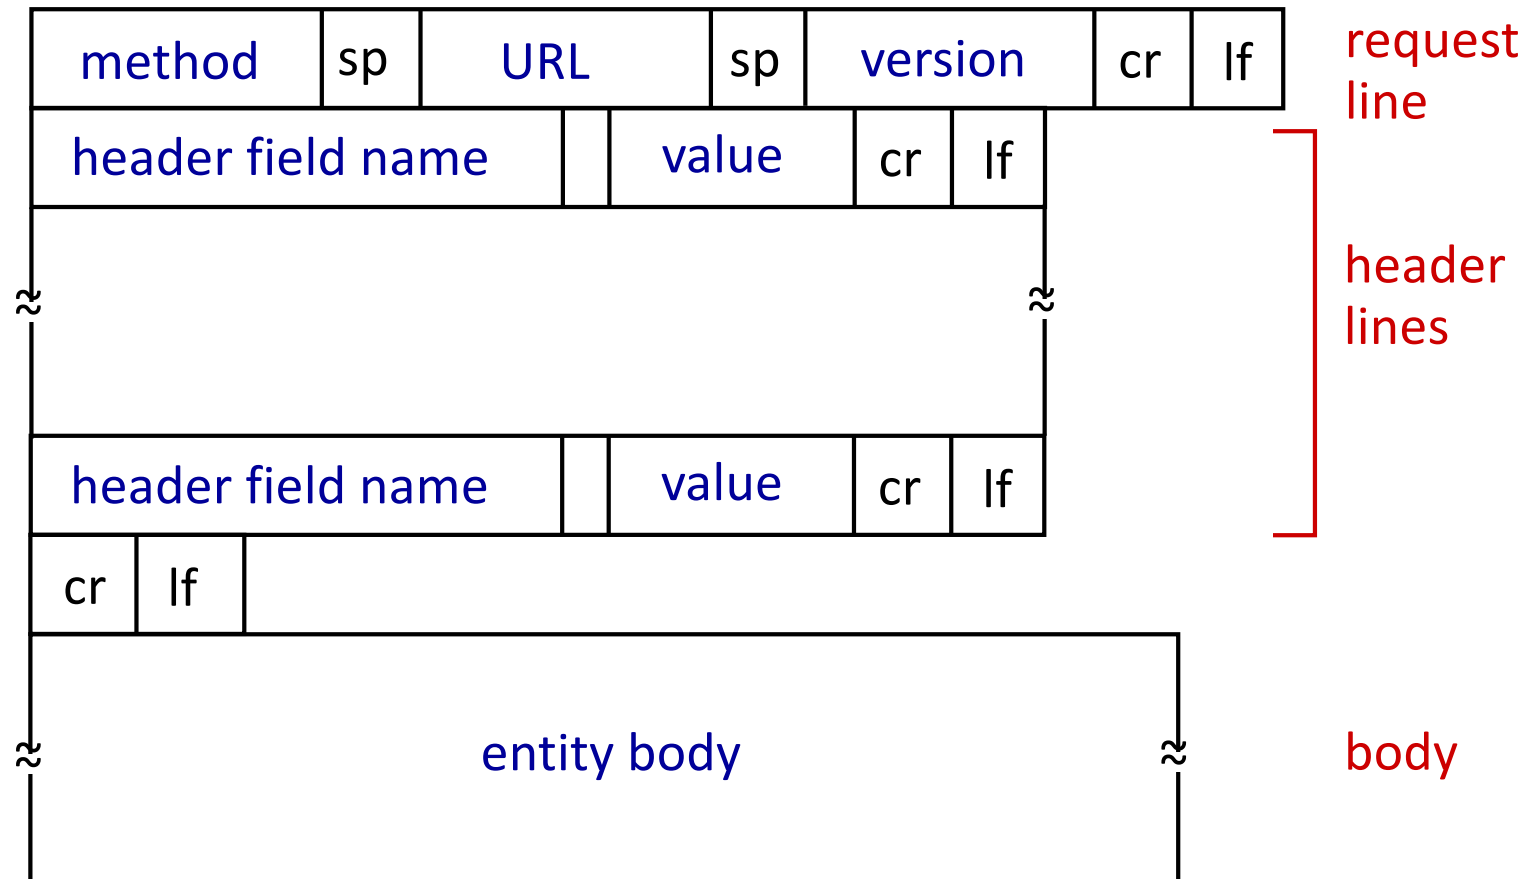 method sp URL sp version cr lf
request
line
header field name value cr lf
header
lines
header field name value cr lf
cr lf
entity body
body